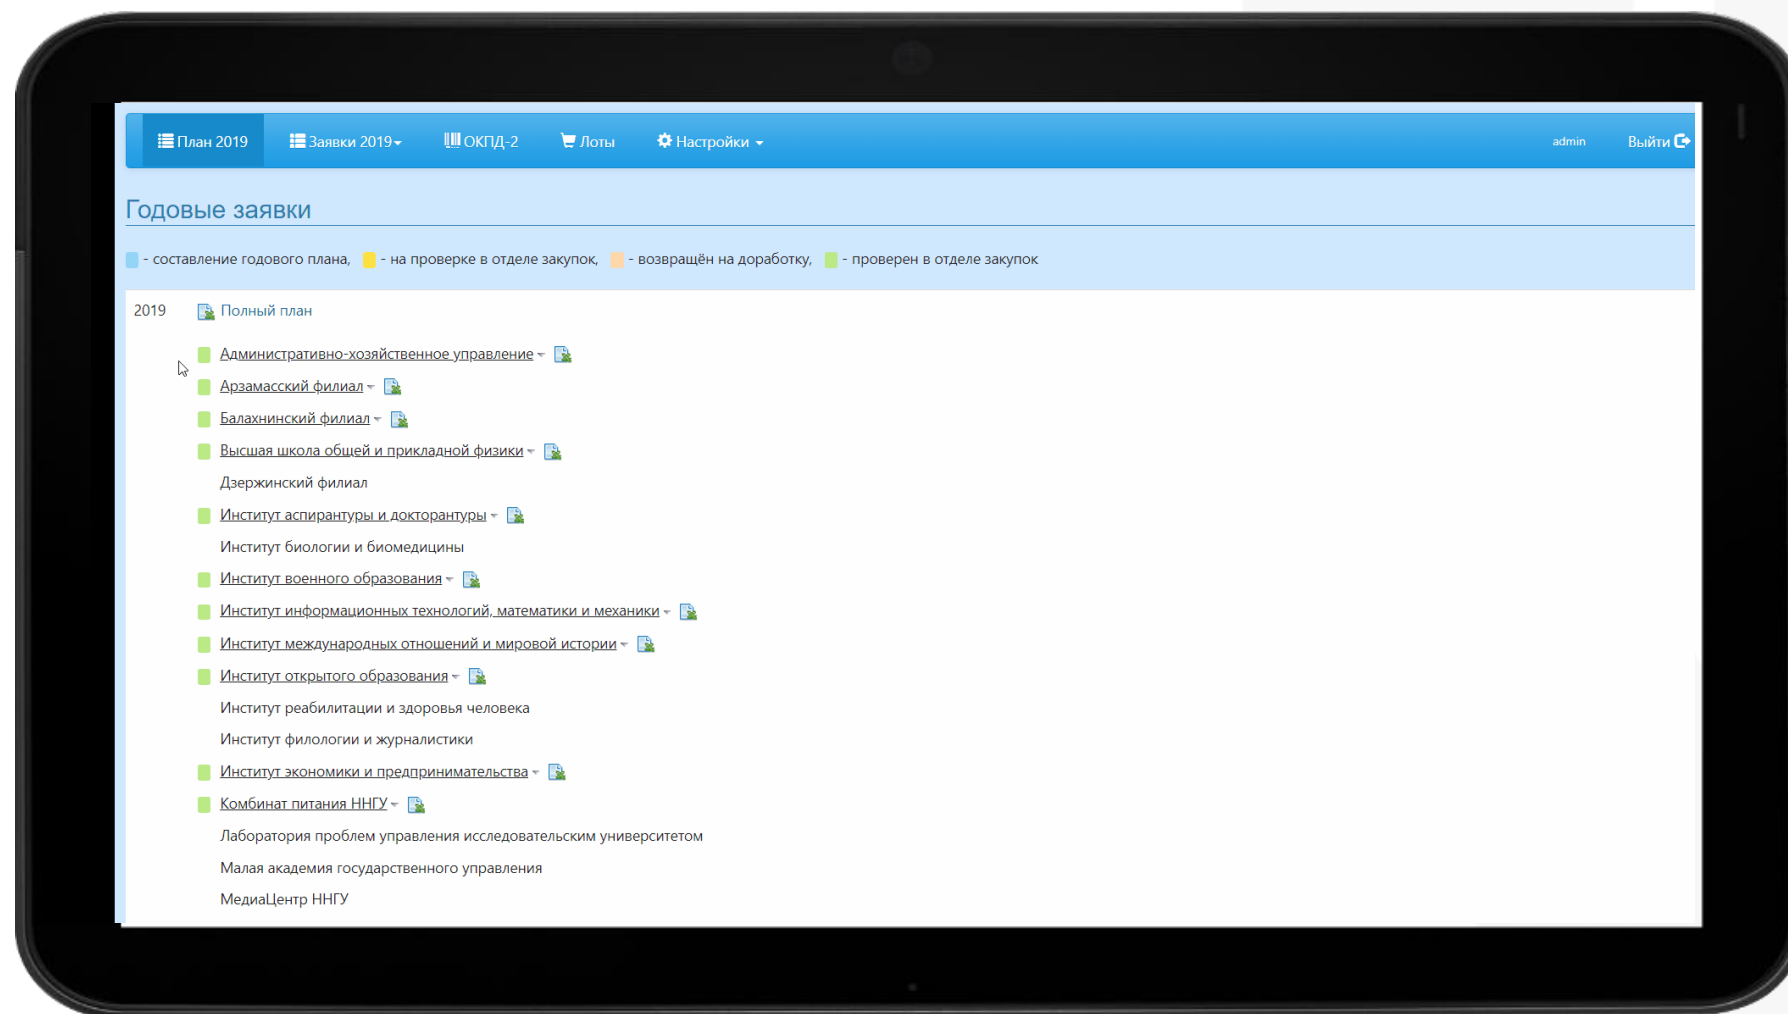 План 2019 Заявки 2019 ОКПД-2 Лоты Настройки admin Выйти
Годовые заявки
- составление годового плана, - на проверке в отделе закупок, - возвращён на доработку, - проверен в отделе закупок
2019 Полный план
Административно-хозяйственное управление
Арзамасский филиал
Балахнинский филиал
Высшая школа общей и прикладной физики
Дзержинский филиал
Институт аспирантуры и докторантуры
Институт биологии и биомедицины
Институт военного образования
Институт информационных технологий, математики и механики
Институт международных отношений и мировой истории
Институт открытого образования
Институт реабилитации и здоровья человека
Институт филологии и журналистики
Институт экономики и предпринимательства
Комбинат питания ННГУ
Лаборатория проблем управления исследовательским университетом
Малая академия государственного управления
МедиаЦентр ННГУ